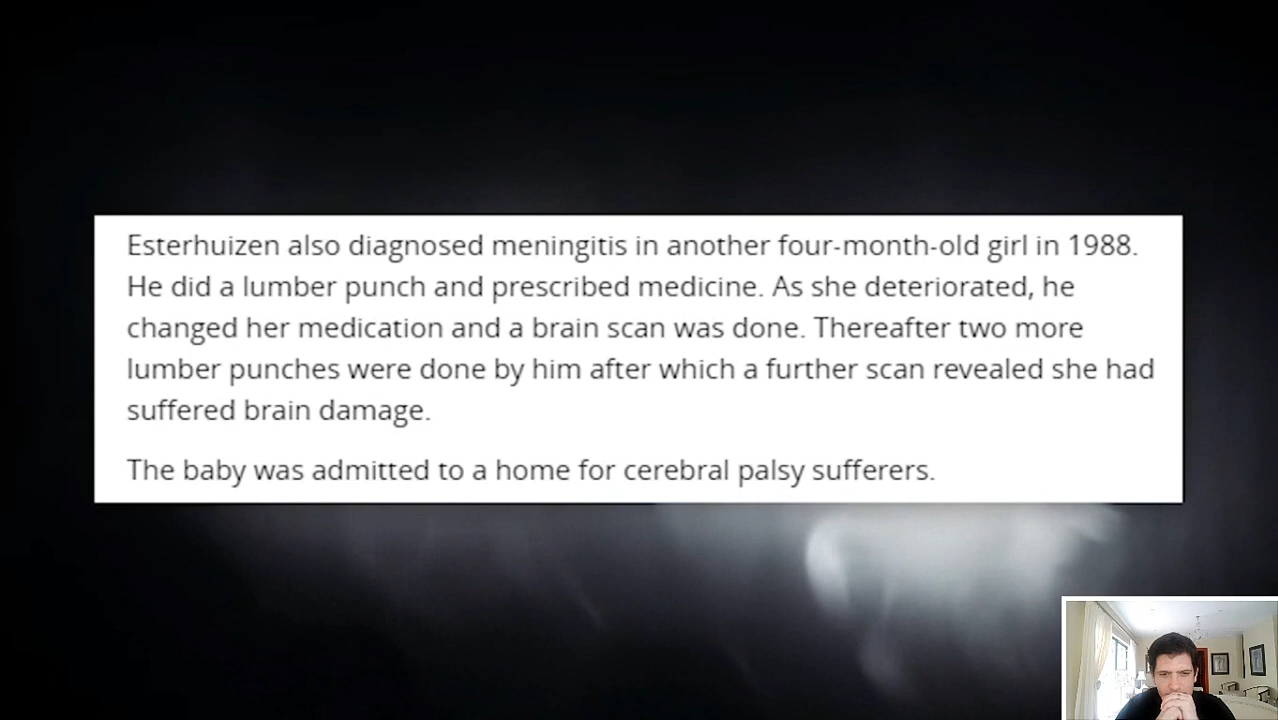 Esterhuizen also diagnosed meningitis in another four-month-old girl in 1988.
He did a lumber punch and prescribed medicine. As she deteriorated, he
changed her medication and a brain scan was done. Thereafter two more
lumber punches were done by him after which a further scan revealed she had
suffered brain damage.
The baby was admitted to a home for cerebral palsy sufferers.